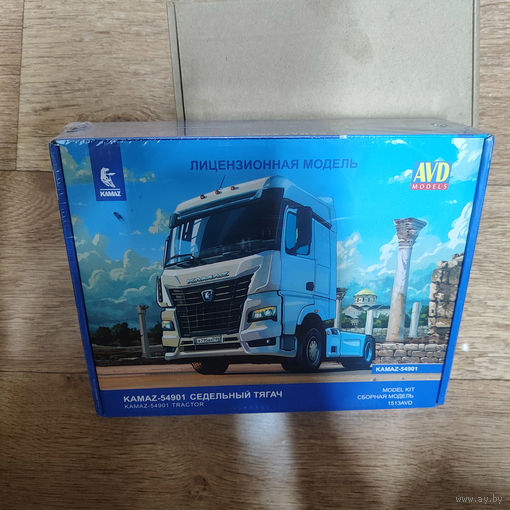 KAMAZ
ЛИЦЕНЗИОННАЯ МОДЕЛЬ
AVD
MODELS
KAMAZ-54901
KAMAZ-54901 СЕДЕЛЬНЫЙ ТЯГАЧ
KAMAZ-54901 TRACTOR
MODEL KIT
СБОРНАЯ МОДЕЛЬ
1513AVD
www.ay.by